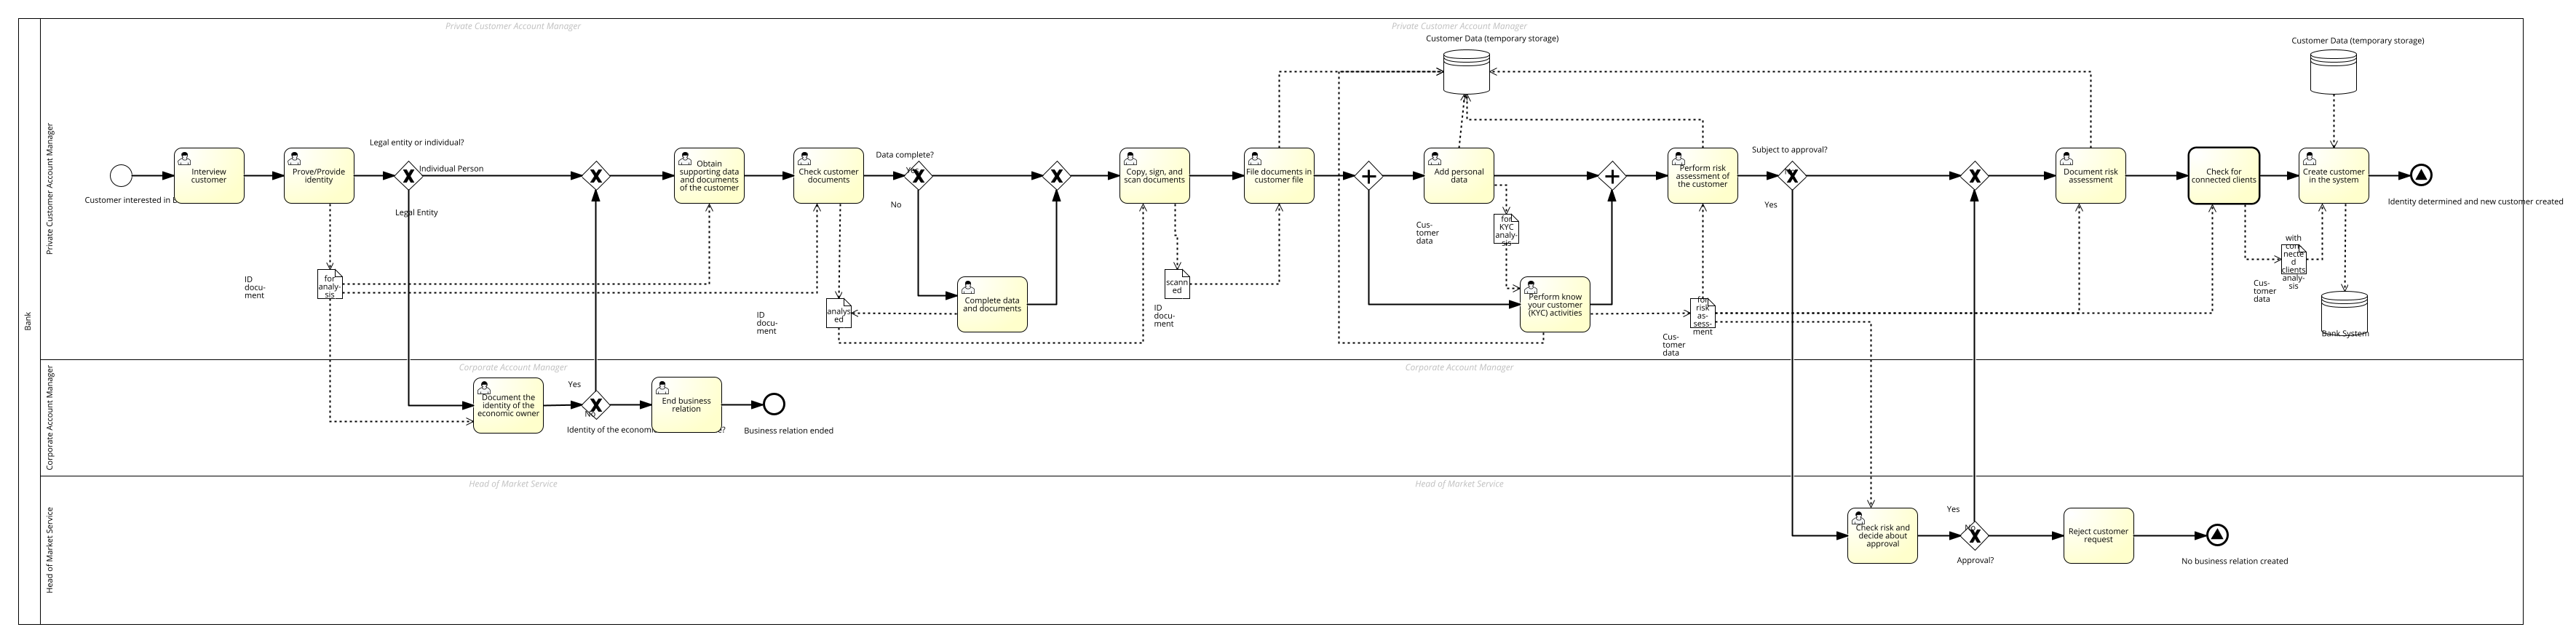 Private Customer Account Manager
Private Customer Account Manager
Customer Data (temporary storage)
Customer Data (temporary storage)
Bank
Private Customer Account Manager
Customer interested in
Interview
customer
Prove/Provide
identity
Legal entity or individual?
Individual Person
Legal Entity
Obtain
supporting data
and documents
of the customer
Check customer
documents
Data complete?
Yes
No
Complete data
and documents
Copy, sign, and
scan documents
File documents in
customer file
Add personal
data
Cus-
tomer
data
for
KYC
analy-
sis
Perform know
your customer
(KYC) activities
Perform risk
assessment of
the customer
Cus-
tomer
data
for
risk
as-
sess-
ment
Subject to approval?
Yes
Document risk
assessment
Check for
connected clients
Create customer
in the system
Identity determined and new customer created
Cus-
tomer
data
with
con-
necte
d
clients
analy-
sis
Bank System
ID
docu-
ment
for
analy-
sis
ID
docu-
ment
analys
ed
ID
docu-
ment
scann
ed
Corporate Account Manager
Corporate Account Manager
Corporate Account Manager
Document the
identity of the
economic owner
Yes
No
Identity of the economi
e?
End business
relation
Business relation ended
Head of Market Service
Head of Market Service
Head of Market Service
Check risk and
decide about
approval
Yes
No
Approval?
Reject customer
request
No business relation created